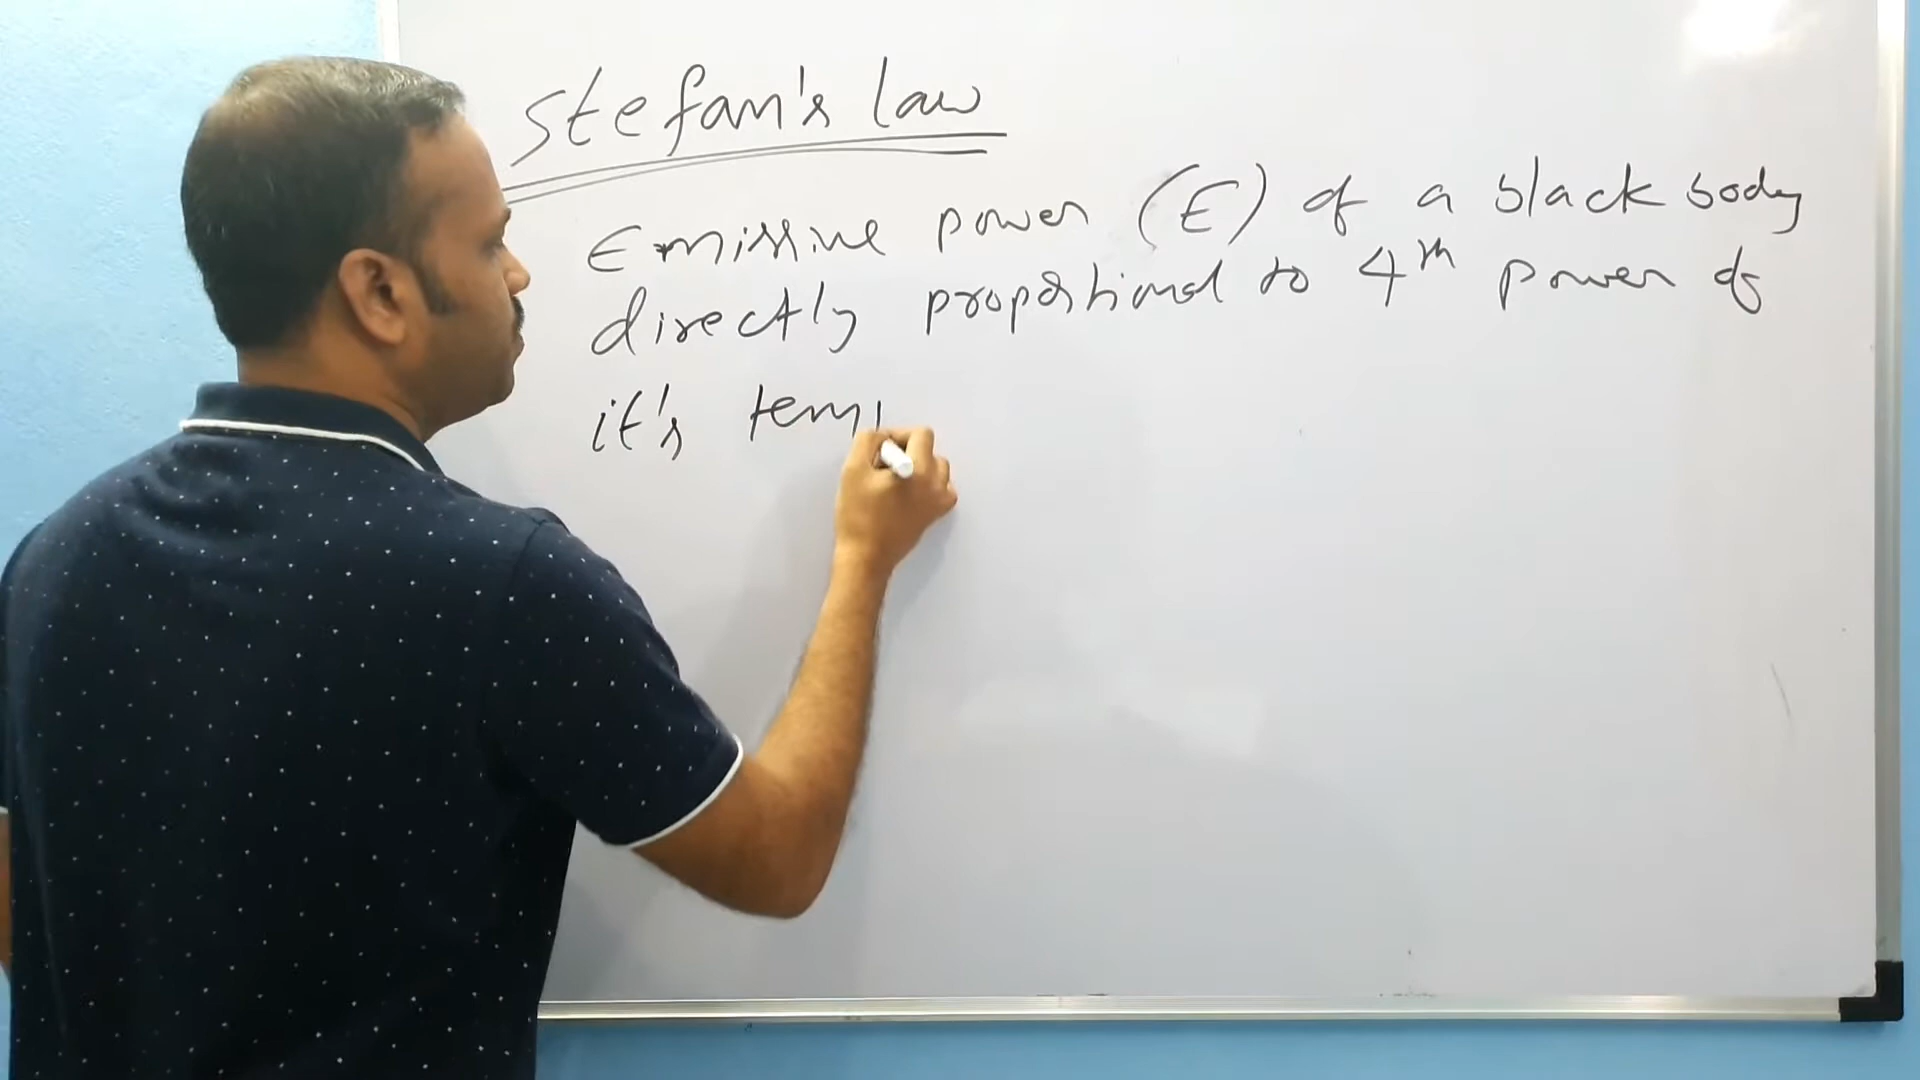 Stefan's law
Emissive power (E) of a black body
directly proportional to 4th power of
it's temp